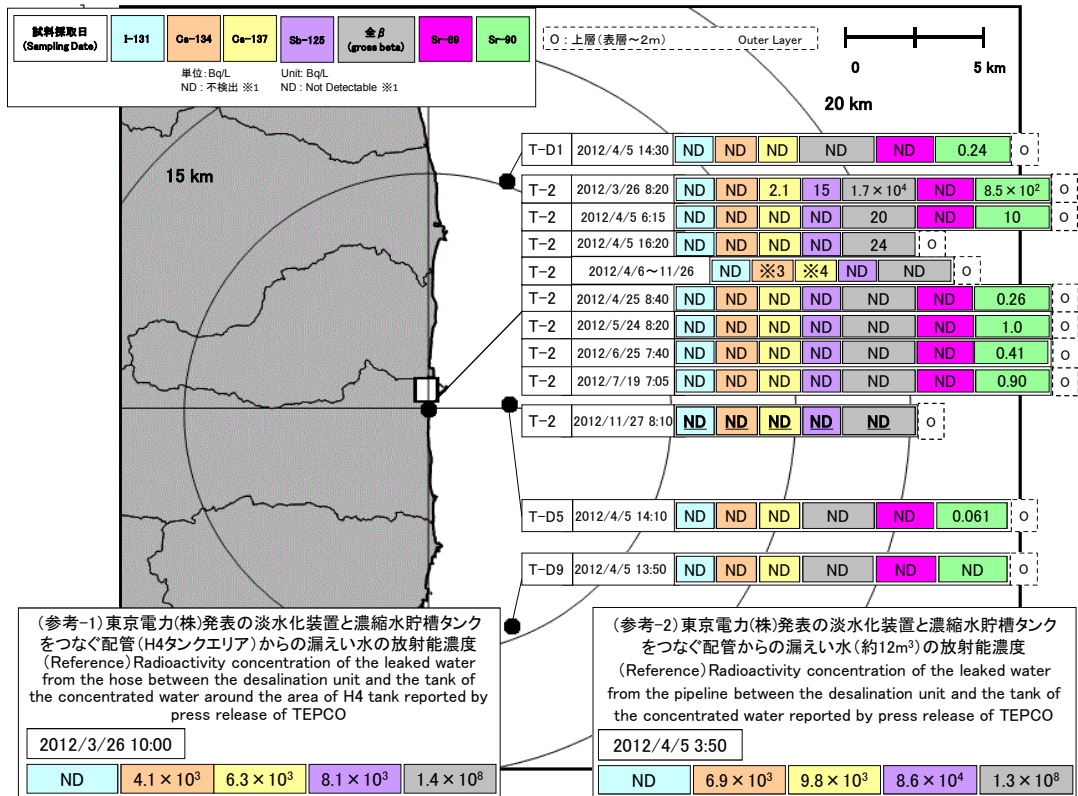 試料採取日
(Sampling Date)
I-131
Cs-134
Cs-137
Sb-125
全β
(gross beta)
Sr-89
Sr-90
単位:Bq/L
Unit: Bq/L
ND : 不検出 ※1
ND : Not Detectable ※1
O : 上層(表層～2m)
Outer Layer
0
5 km
20 km
15 km
T-D1 2012/4/5 14:30 ND ND ND ND ND 0.24 O
T-2 2012/3/26 8:20 ND ND 2.1 15 1.7×10⁴ ND 8.5×10² O
T-2 2012/4/5 6:15 ND ND ND ND 20 ND 10 O
T-2 2012/4/5 16:20 ND ND ND ND 24 O
T-2 2012/4/6～11/26 ND ※3 ※4 ND ND O
T-2 2012/4/25 8:40 ND ND ND ND ND ND 0.26 O
T-2 2012/5/24 8:20 ND ND ND ND ND ND 1.0 O
T-2 2012/6/25 7:40 ND ND ND ND ND ND 0.41 O
T-2 2012/7/19 7:05 ND ND ND ND ND ND 0.90 O
T-2 2012/11/27 8:10 ND ND ND ND ND O
T-D5 2012/4/5 14:10 ND ND ND ND ND 0.061 O
T-D9 2012/4/5 13:50 ND ND ND ND ND ND O
(参考-1)東京電力(株)発表の淡水化装置と濃縮水貯槽タンク
をつなぐ配管(H4タンクエリア)からの漏えい水の放射能濃度
(Reference) Radioactivity concentration of the leaked water
from the hose between the desalination unit and the tank of
the concentrated water around the area of H4 tank reported by
press release of TEPCO
2012/3/26 10:00
ND 4.1×10³ 6.3×10³ 8.1×10³ 1.4×10⁸
(参考-2)東京電力(株)発表の淡水化装置と濃縮水貯槽タンク
をつなぐ配管からの漏えい水(約12m³)の放射能濃度
(Reference) Radioactivity concentration of the leaked water
from the pipeline between the desalination unit and the tank of
the concentrated water reported by press release of TEPCO
2012/4/5 3:50
ND 6.9×10³ 9.8×10³ 8.6×10⁴ 1.3×10⁸